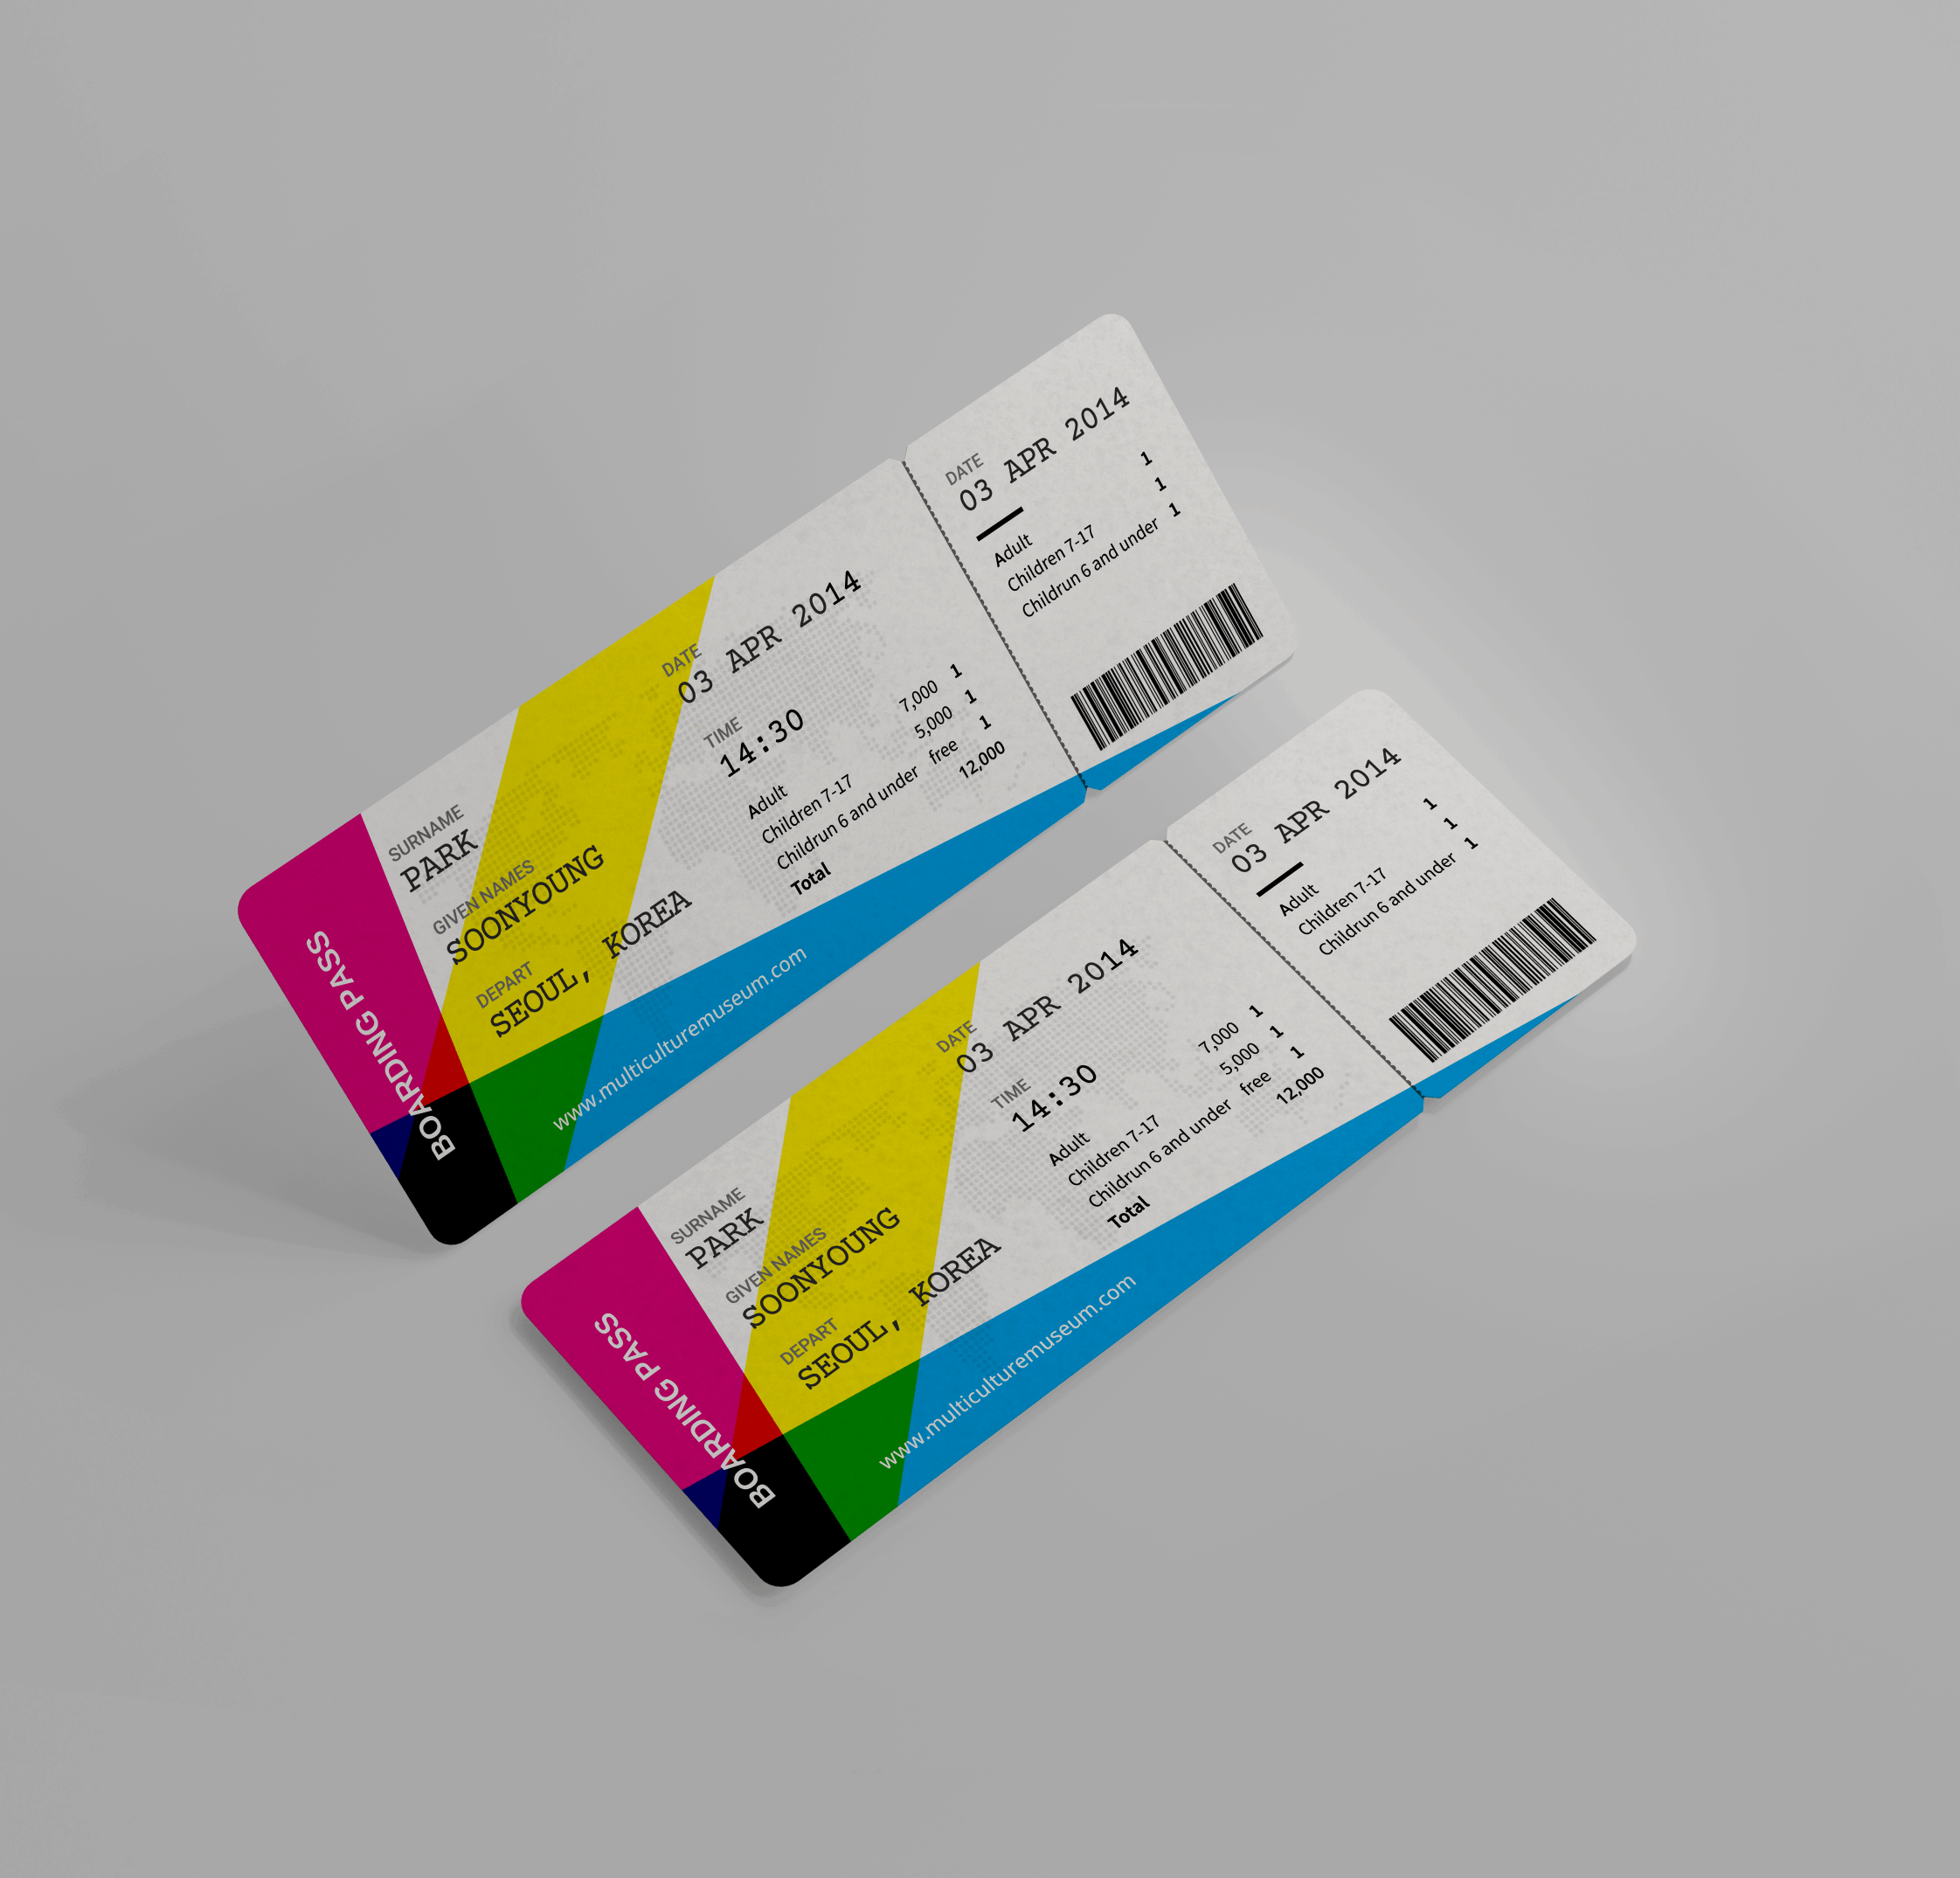 BOARDING PASS
SURNAME
PARK
GIVEN NAMES
SOONYOUNG
DEPART
SEOUL, KOREA
DATE
03 APR 2014
TIME
14:30
Adult 7,000 1
Children 7-17 5,000 1
Childrun 6 and under free 1
Total 12,000
www.multiculturemuseum.com
DATE
03 APR 2014
Adult 1
Children 7-17 1
Childrun 6 and under 1
BOARDING PASS
SURNAME
PARK
GIVEN NAMES
SOONYOUNG
DEPART
SEOUL, KOREA
DATE
03 APR 2014
TIME
14:30
Adult 7,000 1
Children 7-17 5,000 1
Childrun 6 and under free 1
Total 12,000
www.multiculturemuseum.com
DATE
03 APR 2014
Adult 1
Children 7-17 1
Childrun 6 and under 1